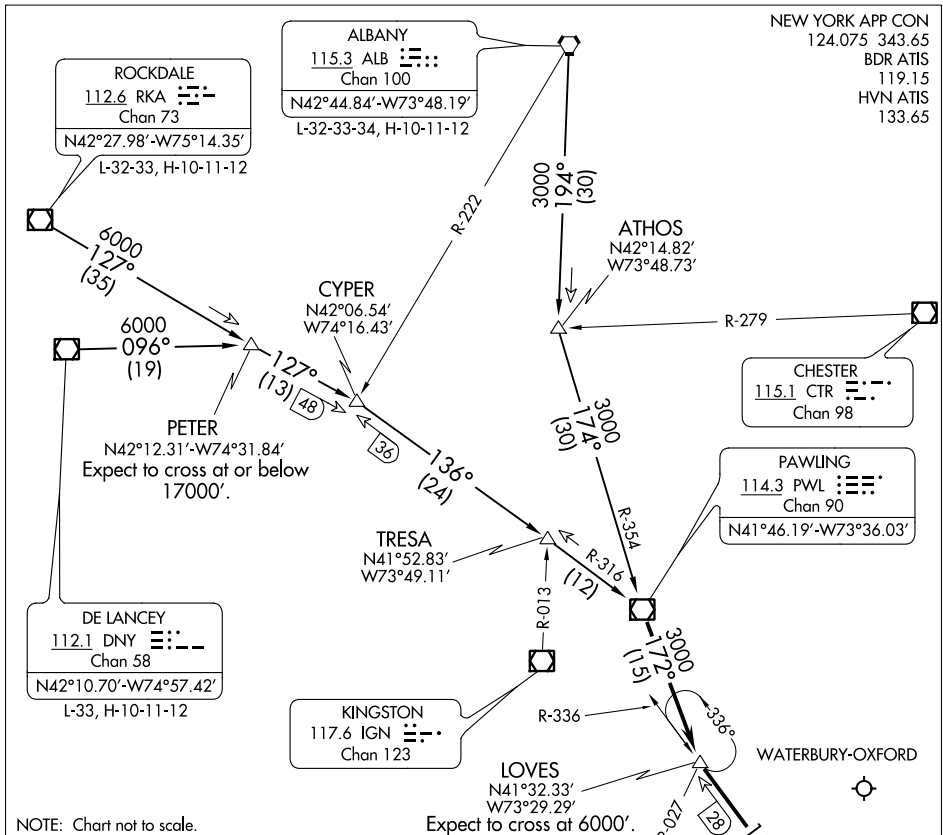 NEW YORK APP CON
124.075 343.65
BDR ATIS
119.15
HVN ATIS
133.65
ALBANY
115.3 ALB
Chan 100
N42°44.84'-W73°48.19'
L-32-33-34, H-10-11-12
ROCKDALE
112.6 RKA
Chan 73
N42°27.98'-W75°14.35'
L-32-33, H-10-11-12
R-222
3000
194°
(30)
6000
127°
(35)
ATHOS
N42°14.82'
W73°48.73'
CYPER
N42°06.54'
W74°16.43'
R-279
6000
096°
(19)
127°
(13)
48
CHESTER
115.1 CTR
Chan 98
PETER
N42°12.31'-W74°31.84'
Expect to cross at or below
17000'.
36
136°
(24)
3000
174°
(30)
R-354
PAWLING
114.3 PWL
Chan 90
N41°46.19'-W73°36.03'
TRESA
N41°52.83'
W73°49.11'
R-316
(12)
R-013
DE LANCEY
112.1 DNY
Chan 58
N42°10.70'-W74°57.42'
L-33, H-10-11-12
3000
172°
(15)
KINGSTON
117.6 IGN
Chan 123
R-336
336°
WATERBURY-OXFORD
LOVES
N41°32.33'
W73°29.29'
Expect to cross at 6000'.
28
NOTE: Chart not to scale.